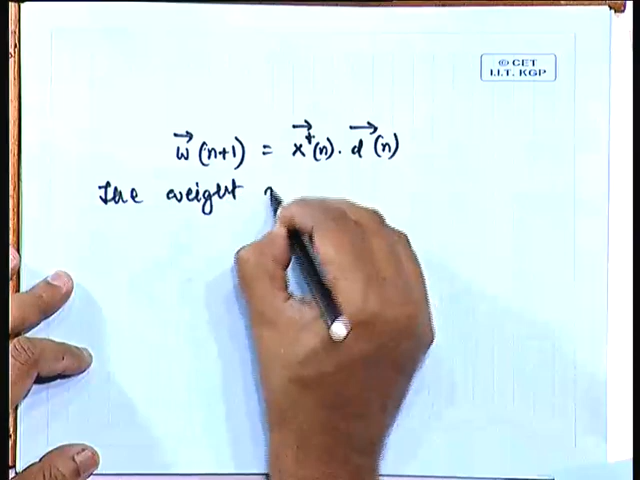 © CET
I.I.T. KGP
w⃗ (n+1) = x⃗⁺(n) . d⃗ (n)
The weight